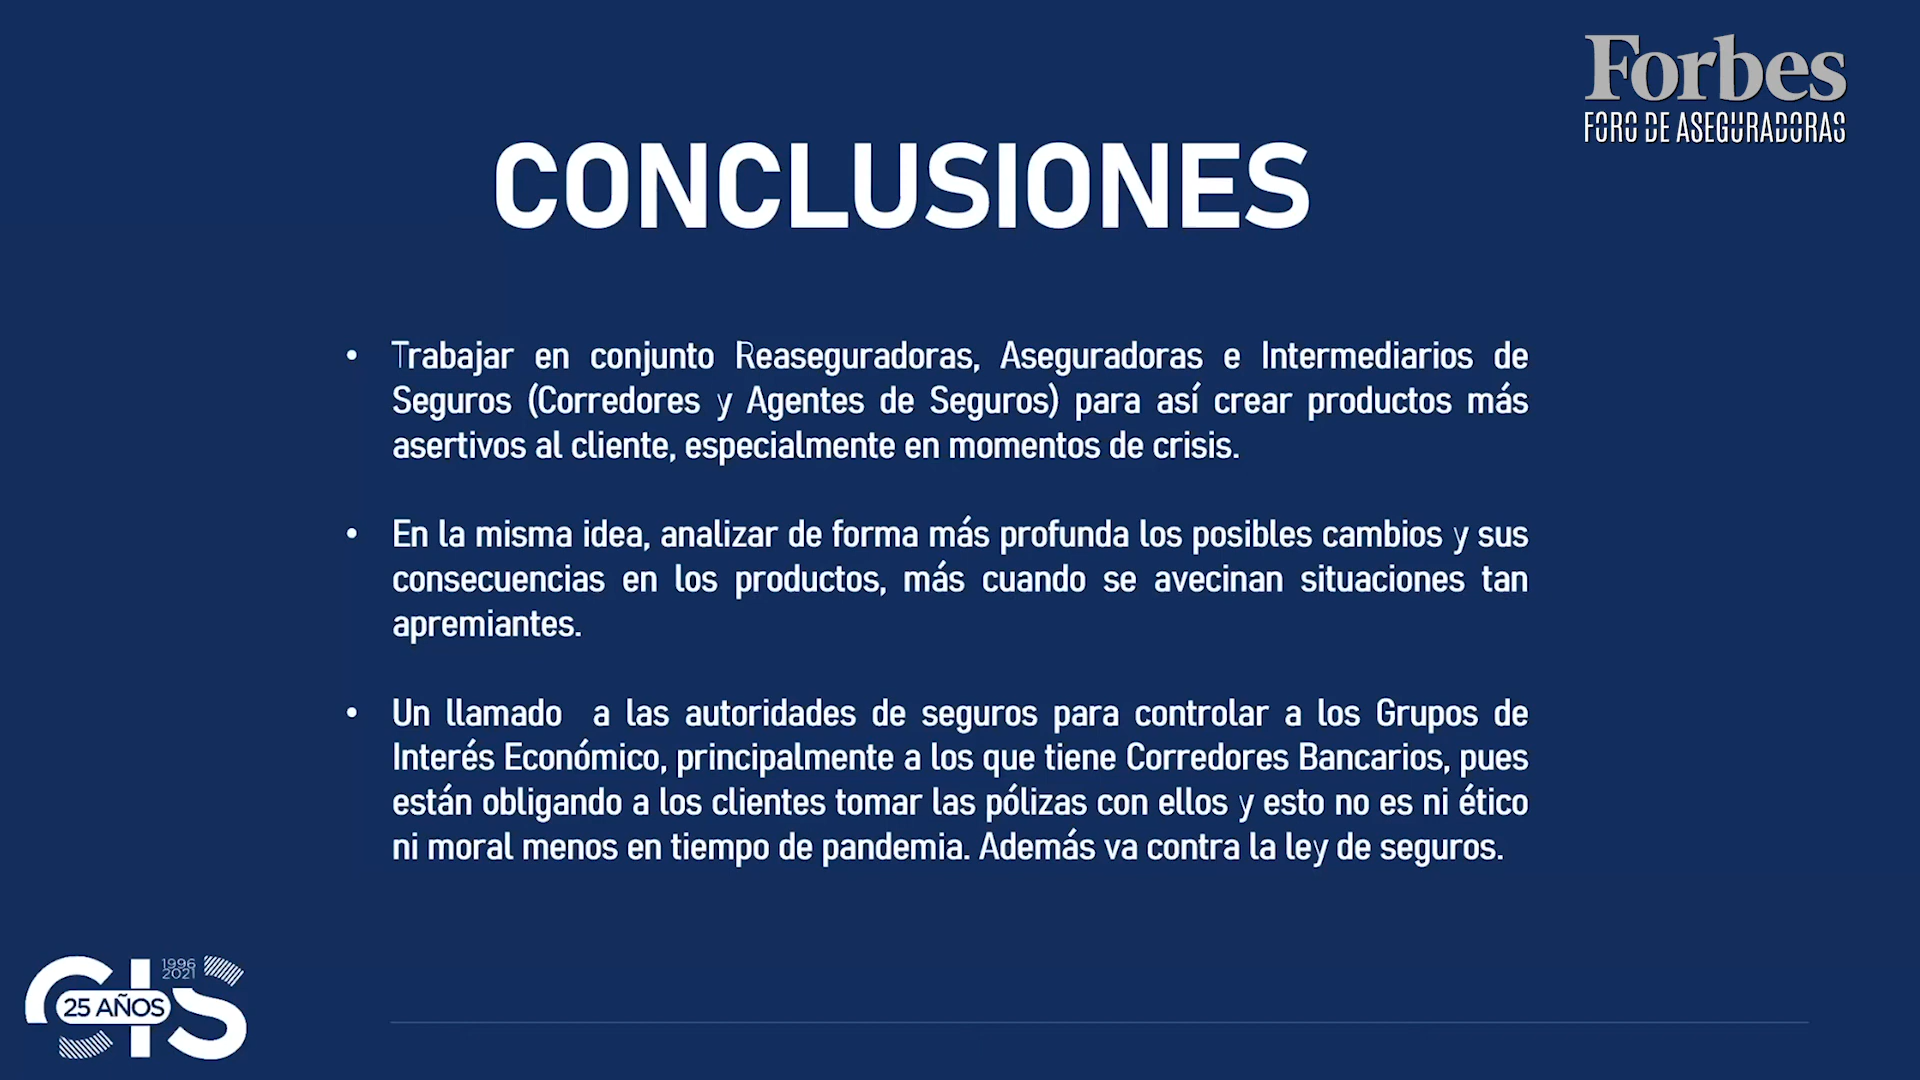 Forbes
FORO DE ASEGURADORAS
CONCLUSIONES
• Trabajar en conjunto Reaseguradoras, Aseguradoras e Intermediarios de
Seguros (Corredores y Agentes de Seguros) para así crear productos más
asertivos al cliente, especialmente en momentos de crisis.
• En la misma idea, analizar de forma más profunda los posibles cambios y sus
consecuencias en los productos, más cuando se avecinan situaciones tan
apremiantes.
• Un llamado  a las autoridades de seguros para controlar a los Grupos de
Interés Económico, principalmente a los que tiene Corredores Bancarios, pues
están obligando a los clientes tomar las pólizas con ellos y esto no es ni ético
ni moral menos en tiempo de pandemia. Además va contra la ley de seguros.
CIS
1996
2021
25 AÑOS